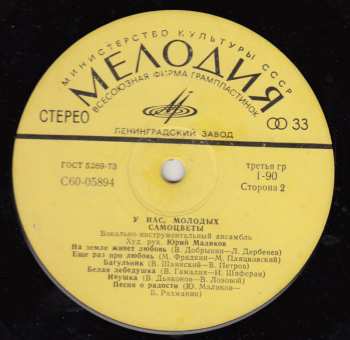 МИНИСТЕРСТВО КУЛЬТУРЫ СССР
МЕЛОДИЯ
ВСЕСОЮЗНАЯ ФИРМА ГРАМПЛАСТИНОК
СТЕРЕО
33
ЛЕНИНГРАДСКИЙ ЗАВОД
ГОСТ 5289-73
третья гр
С60-05894
1-90
Сторона 2
У НАС, МОЛОДЫХ
САМОЦВЕТЫ
Вокально-инструментальный ансамбль
Худ. рук. Юрий Маликов
На земле живет любовь (В. Добрынин—Л. Дербенев)
Еще раз про любовь (М. Фрадкин—М. Пляцковский)
Багульник (В. Шаинский—В. Петров)
Белая лебедушка (В. Гамалия—И. Шаферан)
Ивушка (В. Дьяконов—В. Лозовой)
Песня о радости (Ю. Маликов—
В. Рахманин)